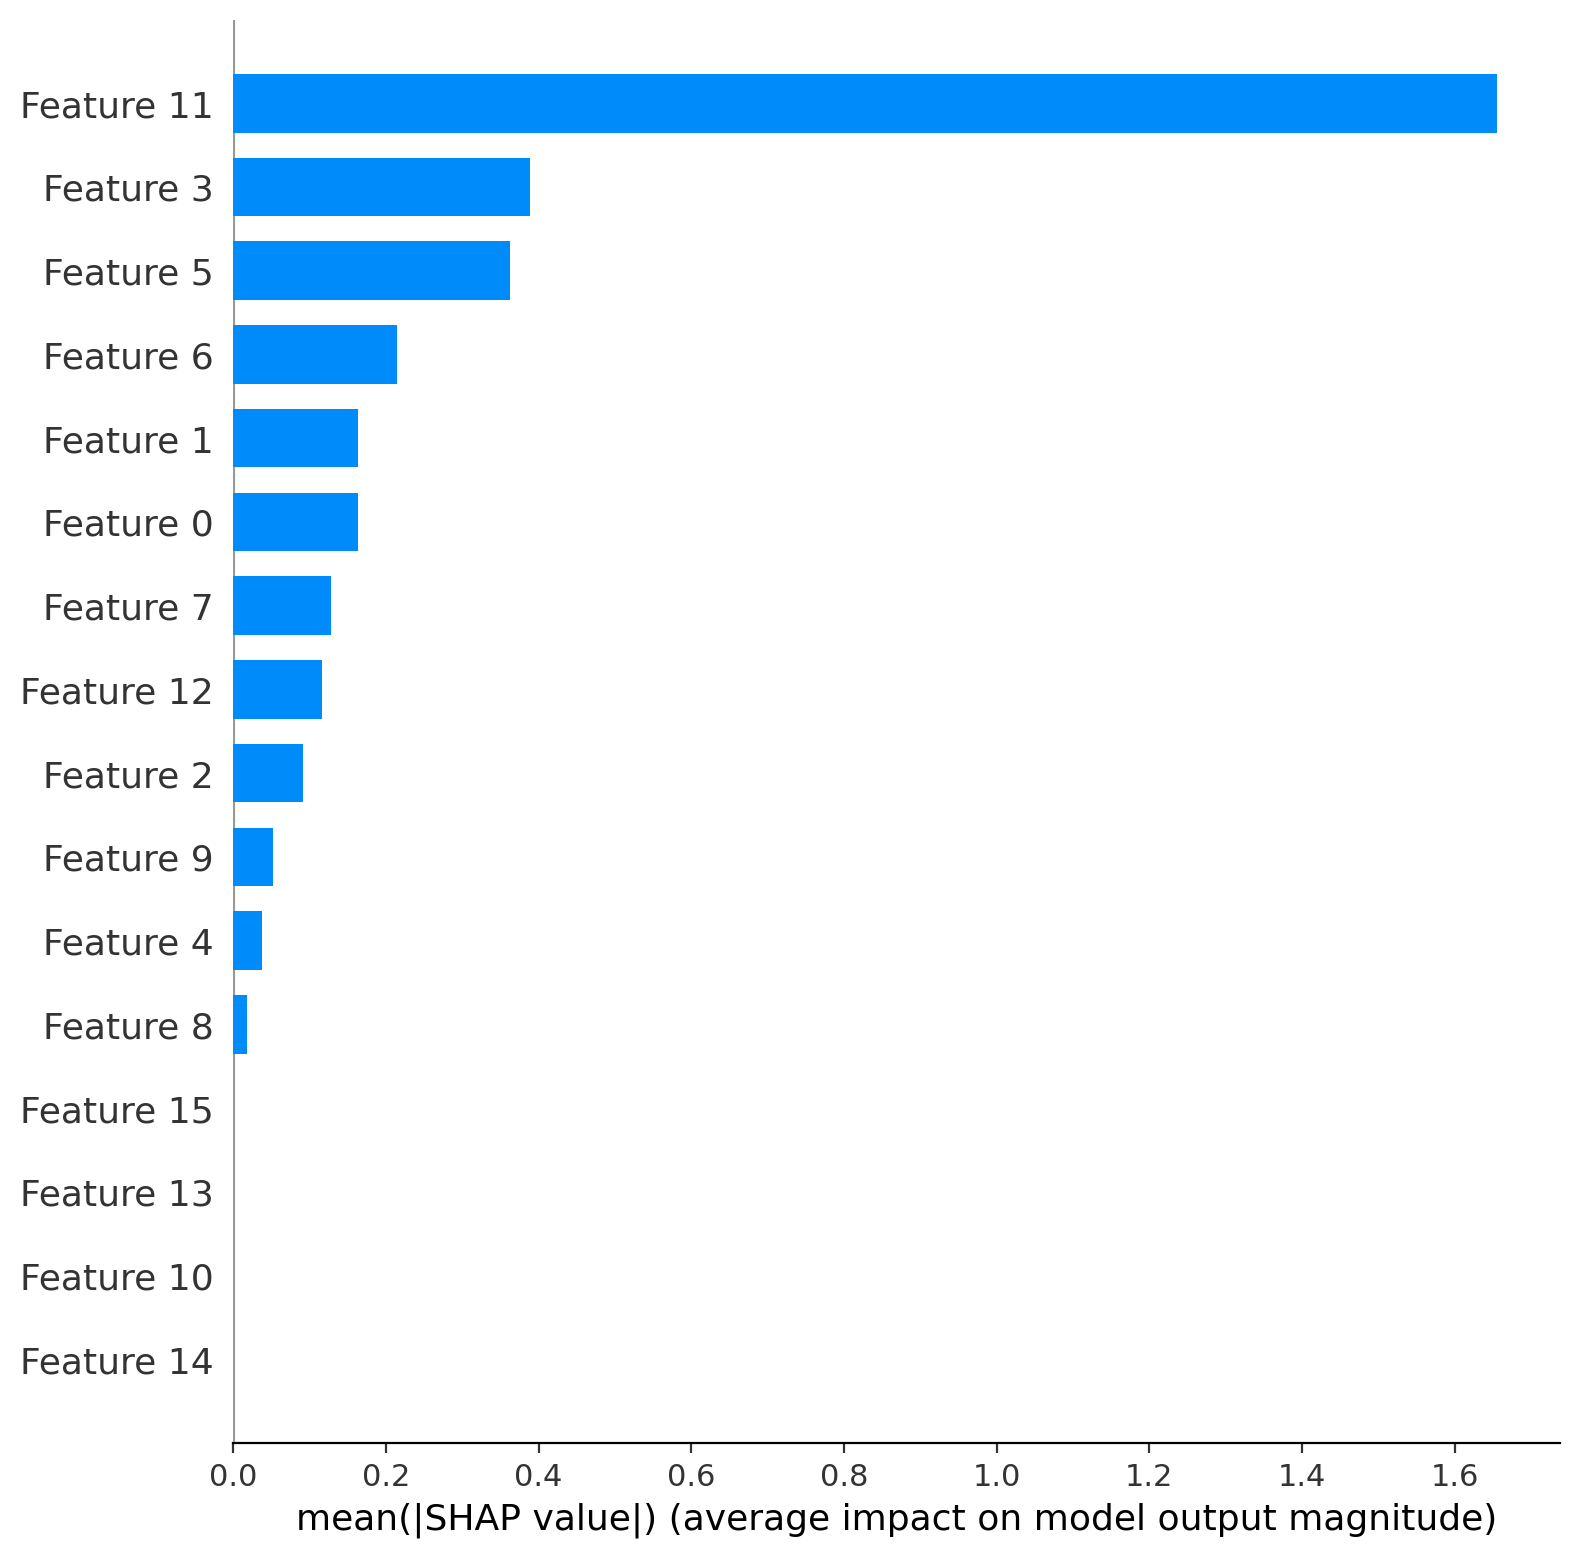 Feature 11
Feature 3
Feature 5
Feature 6
Feature 1
Feature 0
Feature 7
Feature 12
Feature 2
Feature 9
Feature 4
Feature 8
Feature 15
Feature 13
Feature 10
Feature 14
0.0 0.2 0.4 0.6 0.8 1.0 1.2 1.4 1.6
mean(|SHAP value|) (average impact on model output magnitude)